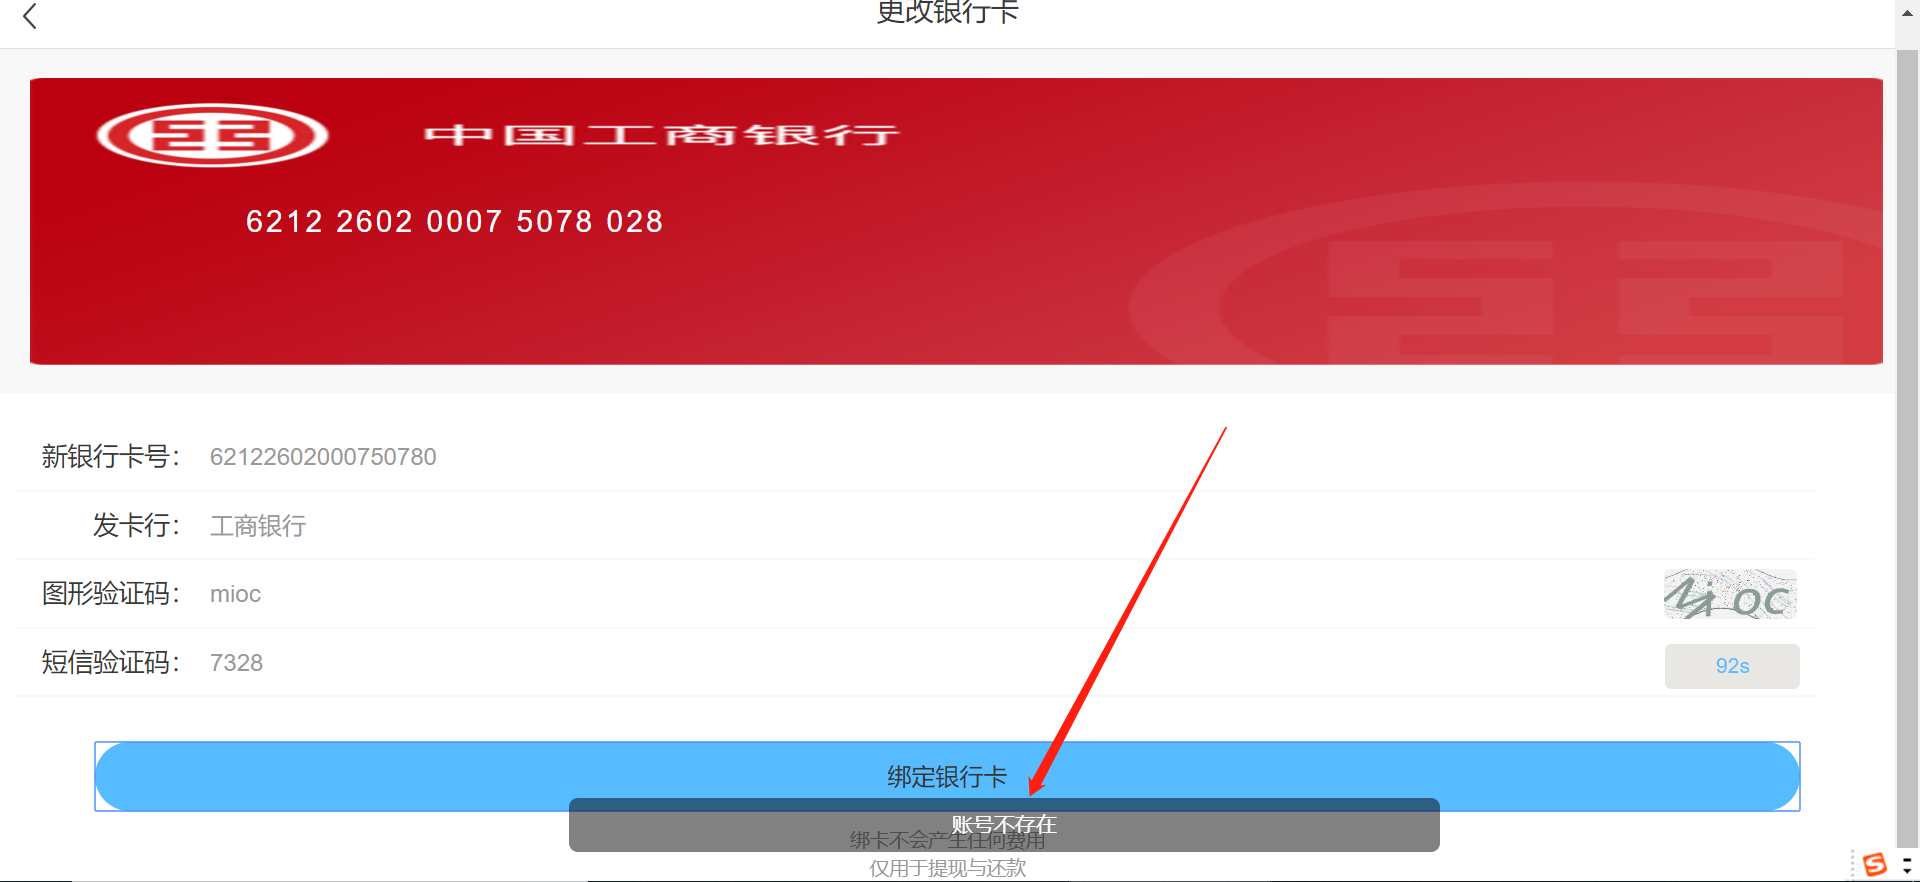 更改银行卡
中国工商银行
6212 2602 0007 5078 028
新银行卡号： 62122602000750780
发卡行： 工商银行
图形验证码： mioc
Mi oc
短信验证码： 7328
92s
绑定银行卡
账号不存在
绑卡不会产生任何费用
仅用于提现与还款